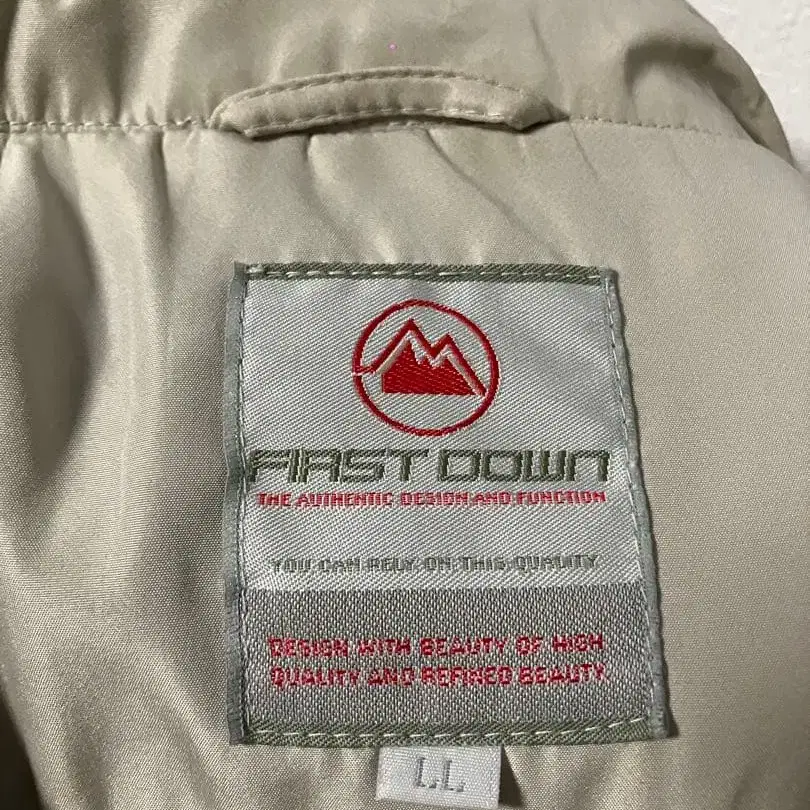 FIRST DOWN
THE AUTHENTIC DESIGN AND FUNCTION
YOU CAN RELY ON THIS QUALITY
DESIGN WITH BEAUTY OF HIGH
QUALITY AND REFINED BEAUTY
LL